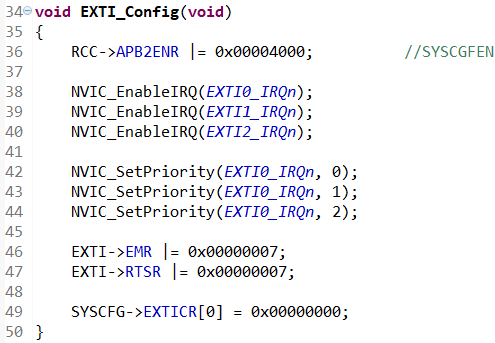 34 void EXTI_Config(void)
35 {
36 RCC->APB2ENR |= 0x00004000; //SYSCGFEN
37
38 NVIC_EnableIRQ(EXTI0_IRQn);
39 NVIC_EnableIRQ(EXTI1_IRQn);
40 NVIC_EnableIRQ(EXTI2_IRQn);
41
42 NVIC_SetPriority(EXTI0_IRQn, 0);
43 NVIC_SetPriority(EXTI0_IRQn, 1);
44 NVIC_SetPriority(EXTI0_IRQn, 2);
45
46 EXTI->EMR |= 0x00000007;
47 EXTI->RTSR |= 0x00000007;
48
49 SYSCFG->EXTICR[0] = 0x00000000;
50 }